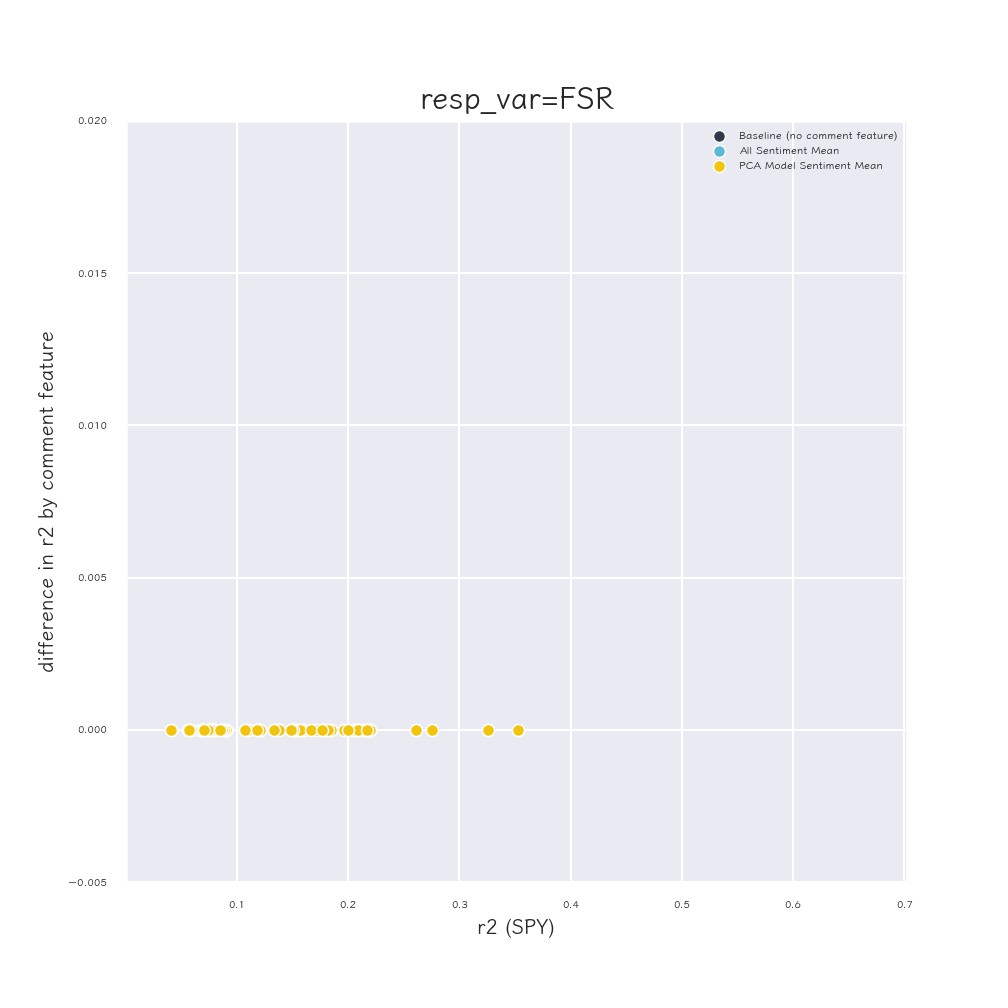 resp_var=FSR
Baseline (no comment feature)
All Sentiment Mean
PCA Model Sentiment Mean
difference in r2 by comment feature
0.020
0.015
0.010
0.005
0.000
−0.005
0.1 0.2 0.3 0.4 0.5 0.6 0.7
r2 (SPY)